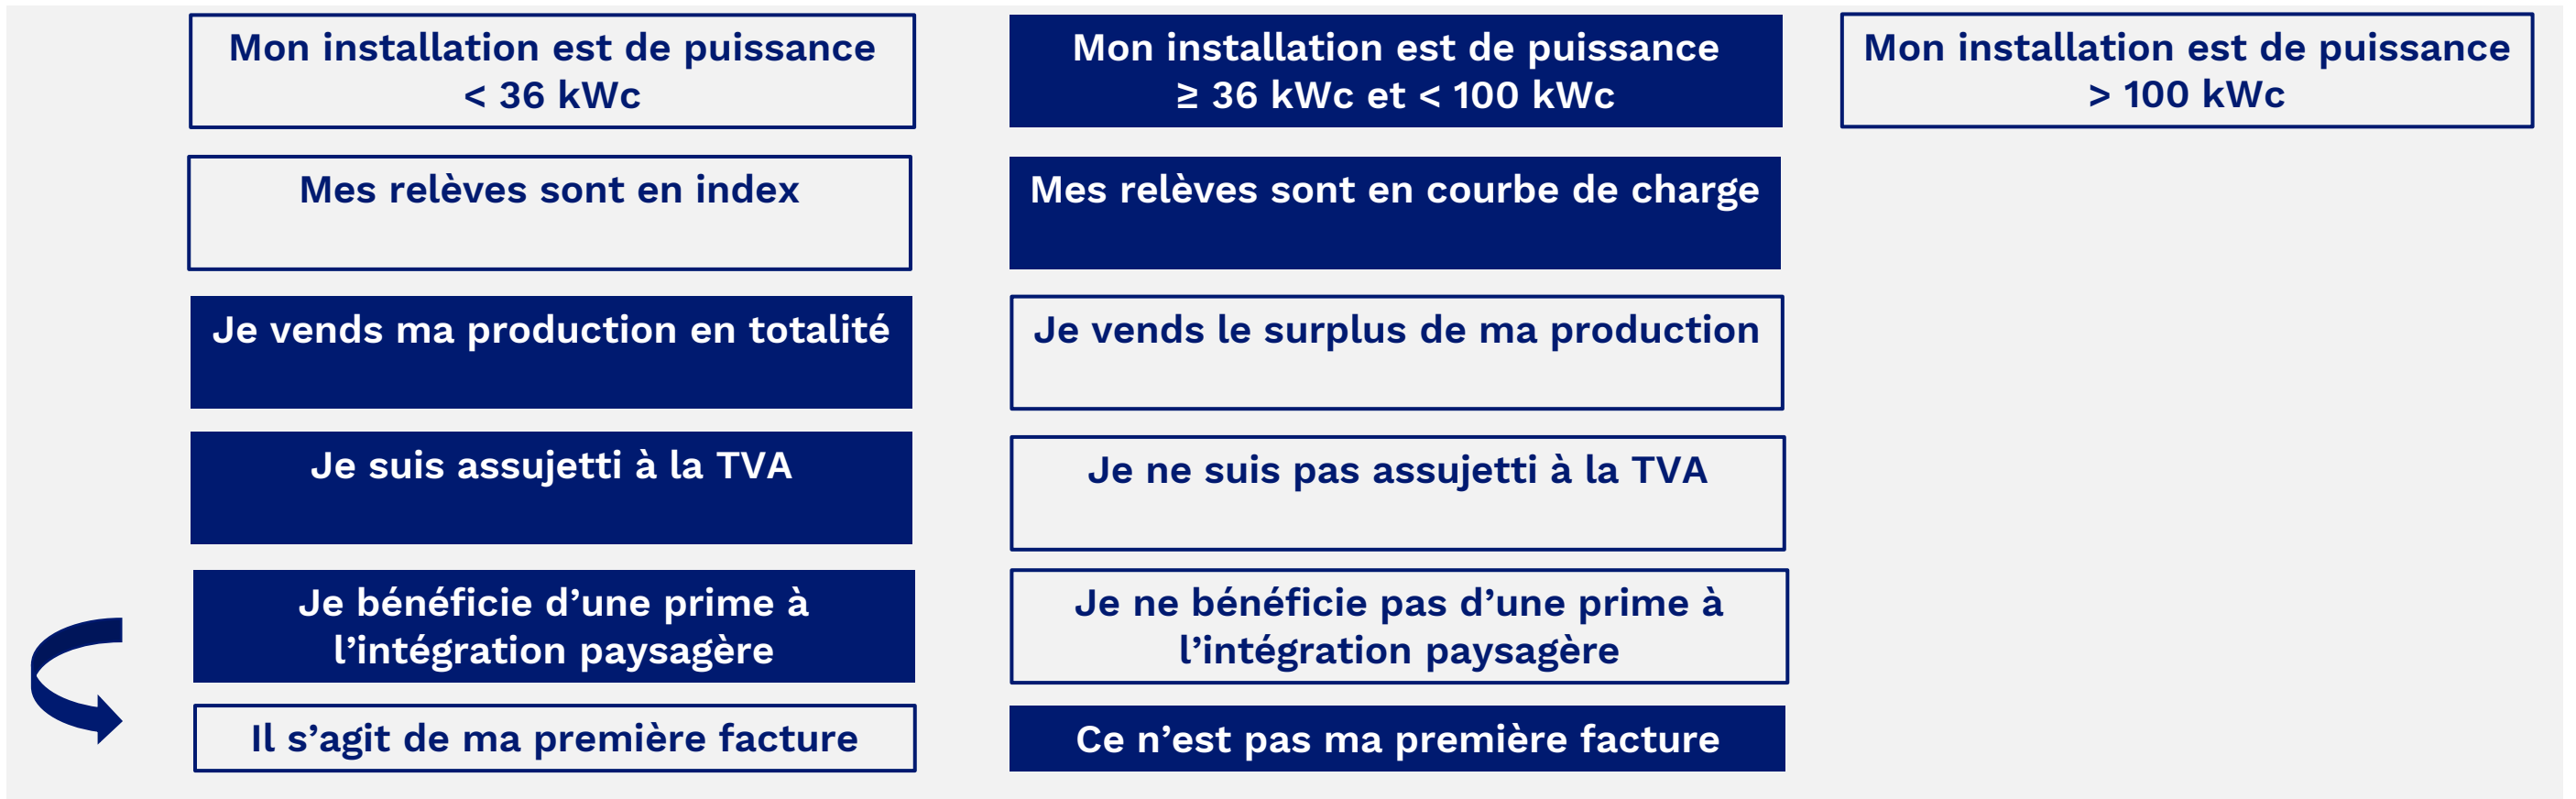 Mon installation est de puissance
< 36 kWc
Mon installation est de puissance
≥ 36 kWc et < 100 kWc
Mon installation est de puissance
> 100 kWc
Mes relèves sont en index
Mes relèves sont en courbe de charge
Je vends ma production en totalité
Je vends le surplus de ma production
Je suis assujetti à la TVA
Je ne suis pas assujetti à la TVA
Je bénéficie d’une prime à
l’intégration paysagère
Je ne bénéficie pas d’une prime à
l’intégration paysagère
Il s’agit de ma première facture
Ce n’est pas ma première facture